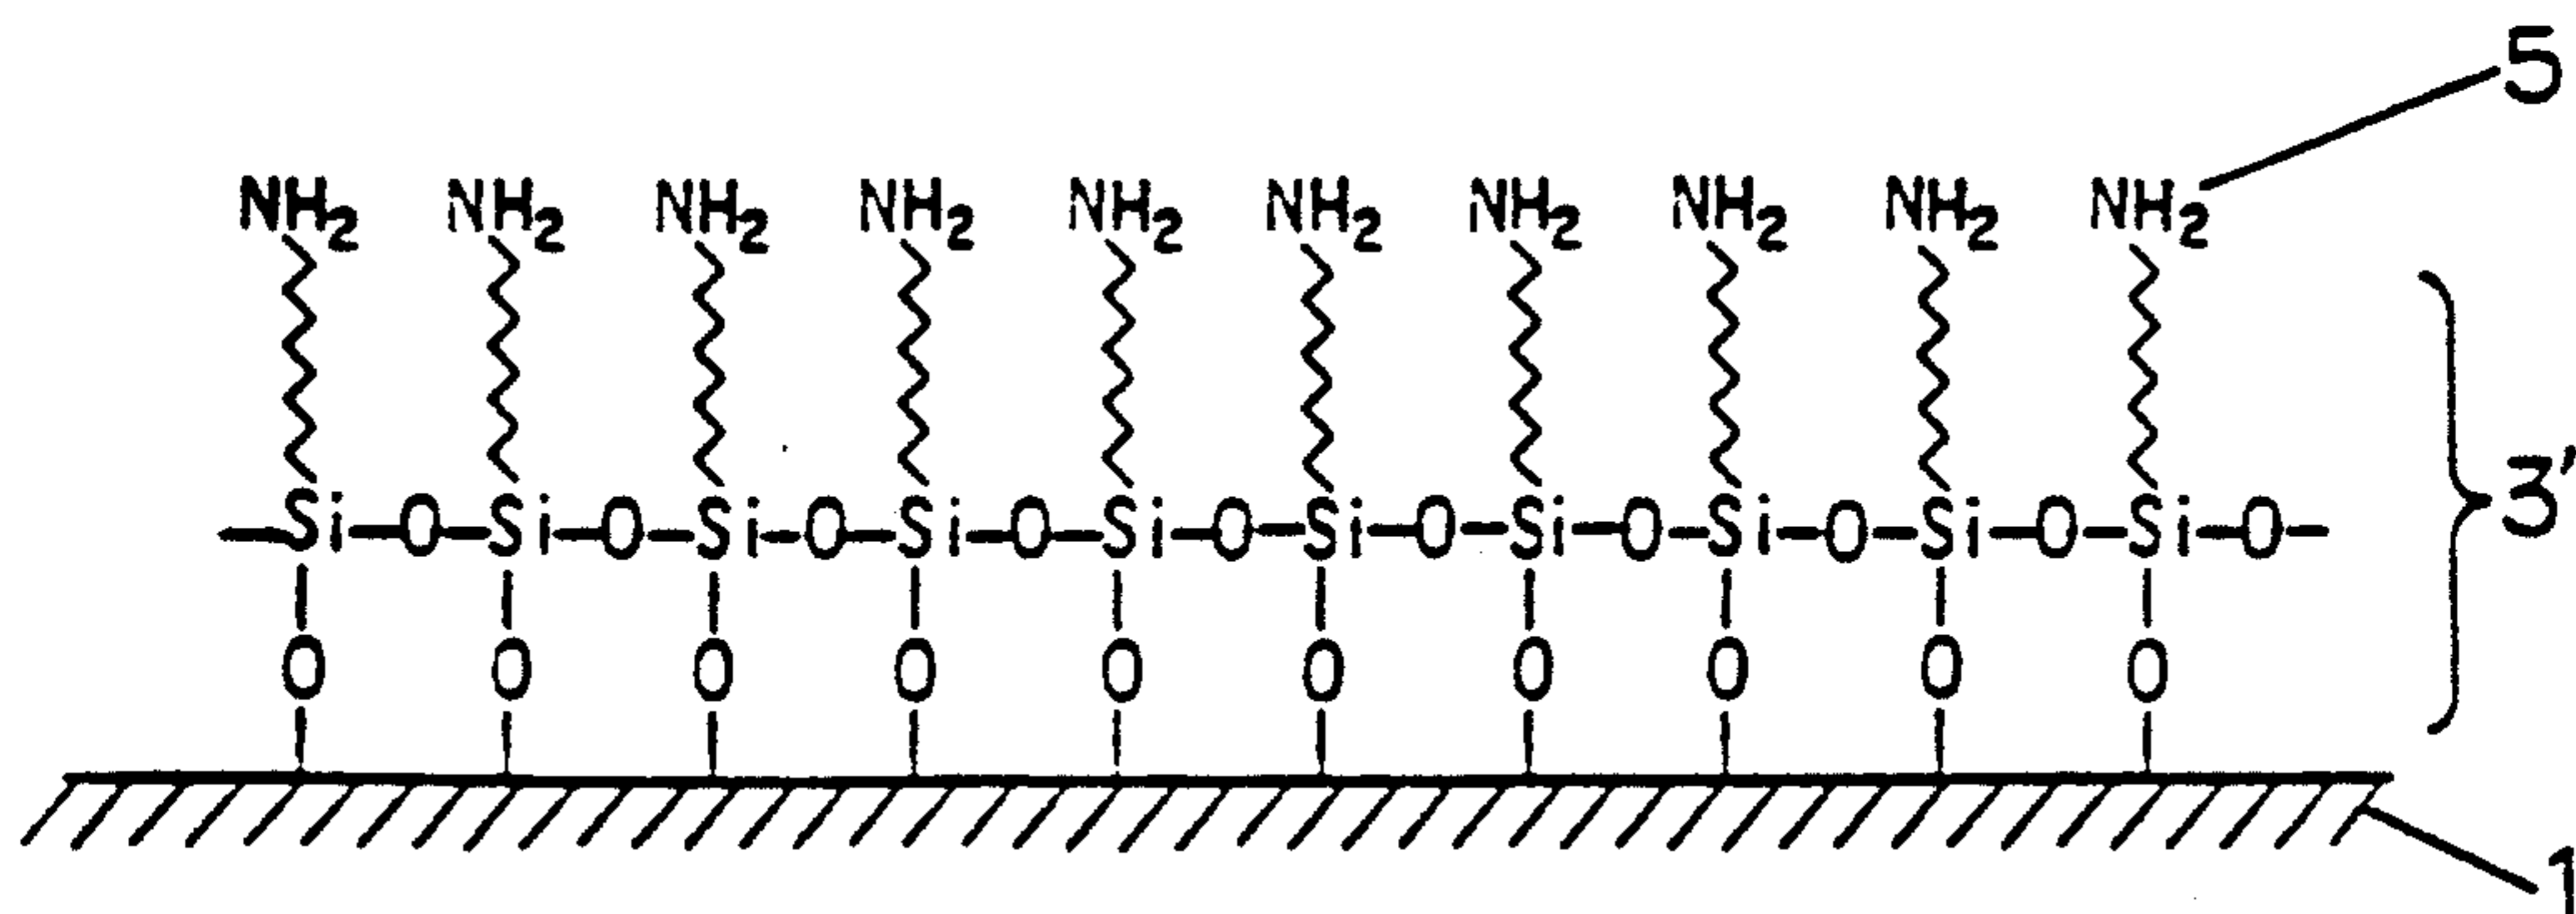 5
NH2 NH2 NH2 NH2 NH2 NH2 NH2 NH2 NH2 NH2
3'
—Si—O—Si—O—Si—O—Si—O—Si—O—Si—O—Si—O—Si—O—Si—O—Si—O—
O O O O O O O O O O
1